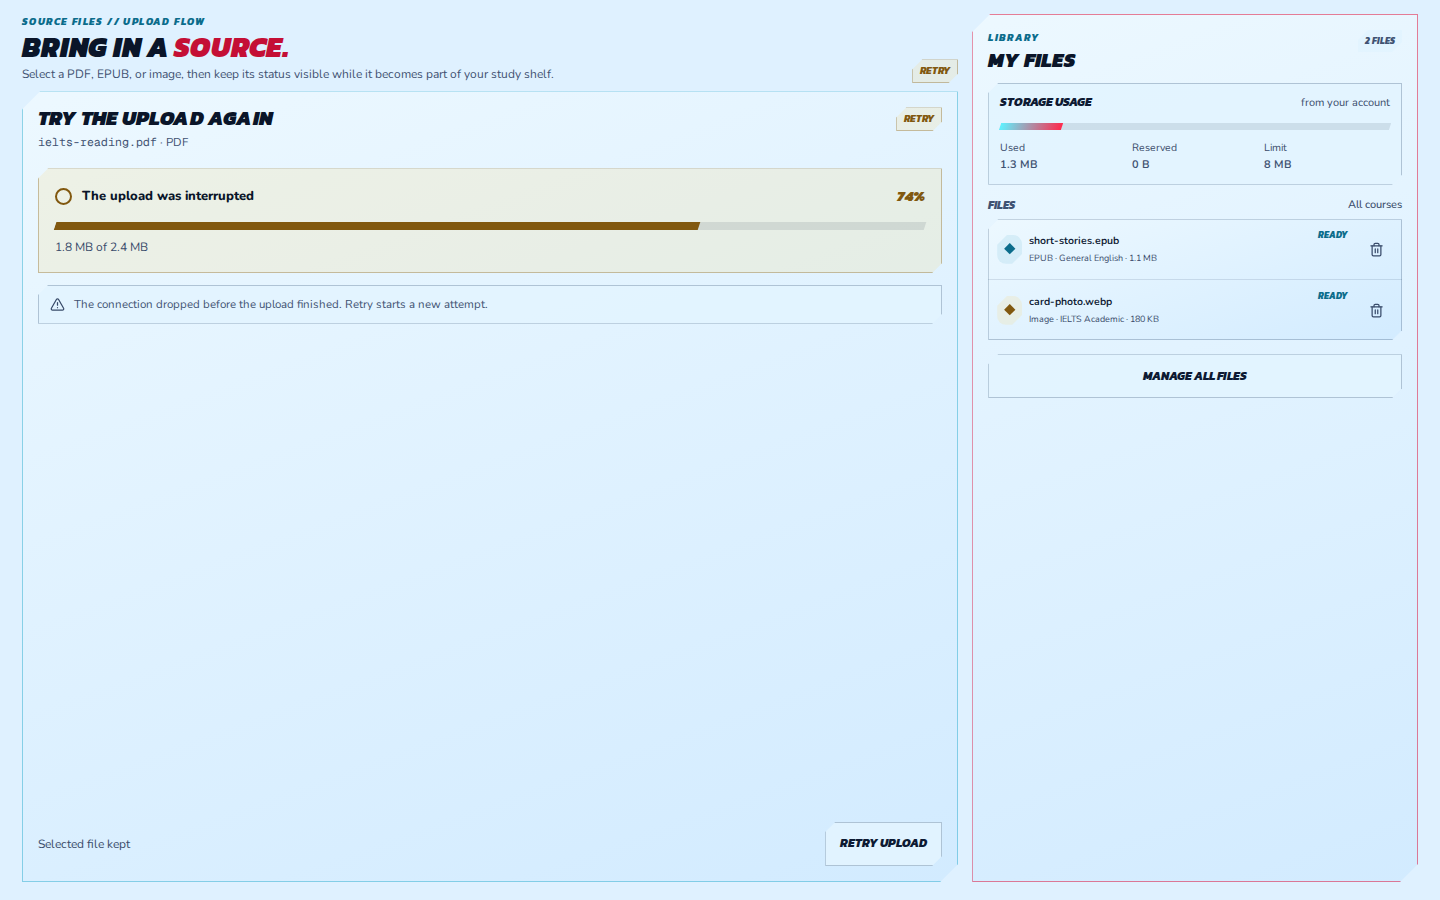 SOURCE FILES // UPLOAD FLOW
BRING IN A SOURCE.
Select a PDF, EPUB, or image, then keep its status visible while it becomes part of your study shelf.
RETRY
TRY THE UPLOAD AGAIN
RETRY
ielts-reading.pdf · PDF
The upload was interrupted
74%
1.8 MB of 2.4 MB
The connection dropped before the upload finished. Retry starts a new attempt.
Selected file kept
RETRY UPLOAD
LIBRARY
2 FILES
MY FILES
STORAGE USAGE
from your account
Used Reserved Limit
1.3 MB 0 B 8 MB
FILES
All courses
short-stories.epub
READY
EPUB · General English · 1.1 MB
card-photo.webp
READY
Image · IELTS Academic · 180 KB
MANAGE ALL FILES